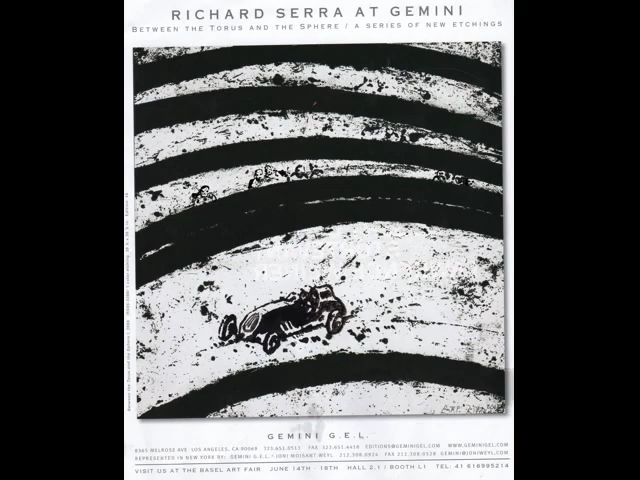 RICHARD SERRA AT GEMINI
BETWEEN THE TORUS AND THE SPHERE / A SERIES OF NEW ETCHINGS
GEMINI G.E.L.
8365 MELROSE AVE LOS ANGELES, CA 90069 323.651.0513 FAX 323.651.4418 EDITIONS@GEMINIGEL.COM WWW.GEMINIGEL.COM
REPRESENTED IN NEW YORK BY: GEMINI G.E.L. / JONI MOISANT WEYL 212.308.0924 FAX 212.308.0528 GEMINI@JONIWEYL.COM
VISIT US AT THE BASEL ART FAIR JUNE 14TH - 18TH HALL 2.1 / BOOTH L1 TEL: 41 618995214